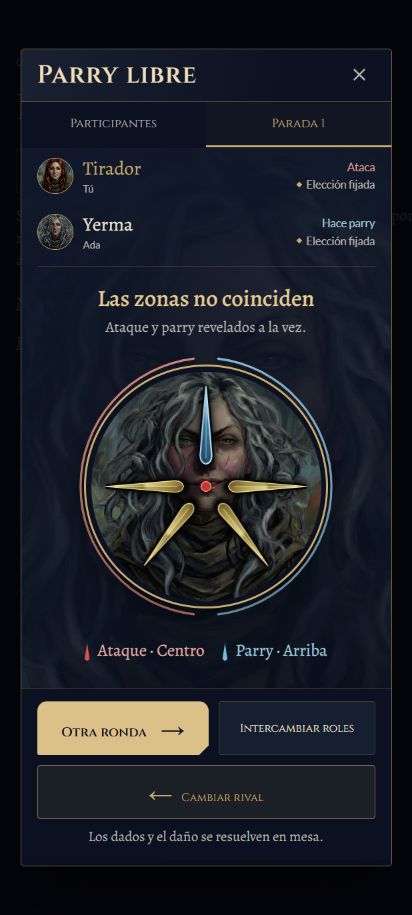 Parry libre
Participantes
Parada 1
Tirador
Tú
Ataca
Elección fijada
Yerma
Ada
Hace parry
Elección fijada
Las zonas no coinciden
Ataque y parry revelados a la vez.
Ataque · Centro
Parry · Arriba
Otra ronda →
Intercambiar roles
← Cambiar rival
Los dados y el daño se resuelven en mesa.